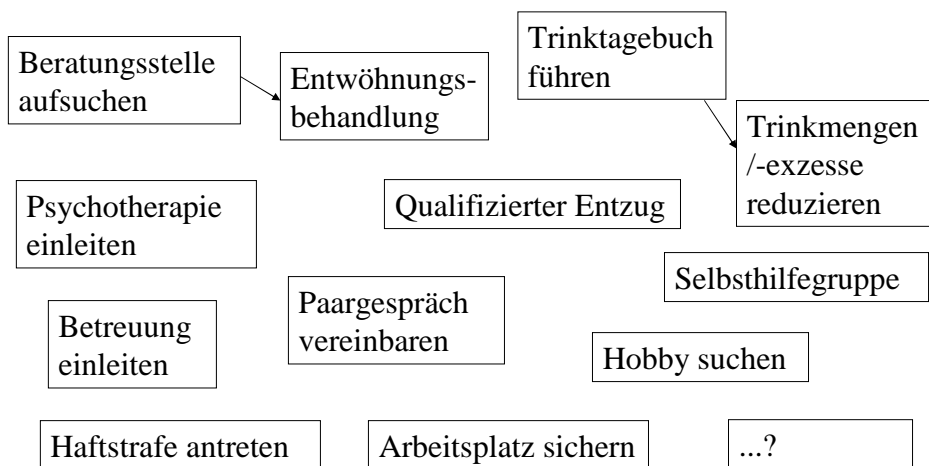 Beratungsstelle
aufsuchen
Entwöhnungs-
behandlung
Trinktagebuch
führen
Trinkmengen
/-exzesse
reduzieren
Psychotherapie
einleiten
Qualifizierter Entzug
Selbsthilfegruppe
Betreuung
einleiten
Paargespräch
vereinbaren
Hobby suchen
Haftstrafe antreten
Arbeitsplatz sichern
...?